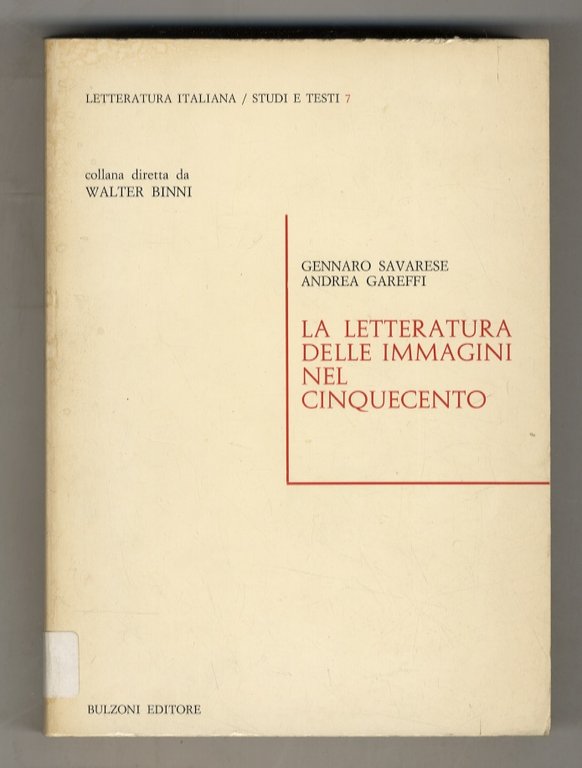 LETTERATURA ITALIANA / STUDI E TESTI 7
collana diretta da
WALTER BINNI
GENNARO SAVARESE
ANDREA GAREFFI
LA LETTERATURA
DELLE IMMAGINI
NEL
CINQUECENTO
BULZONI EDITORE